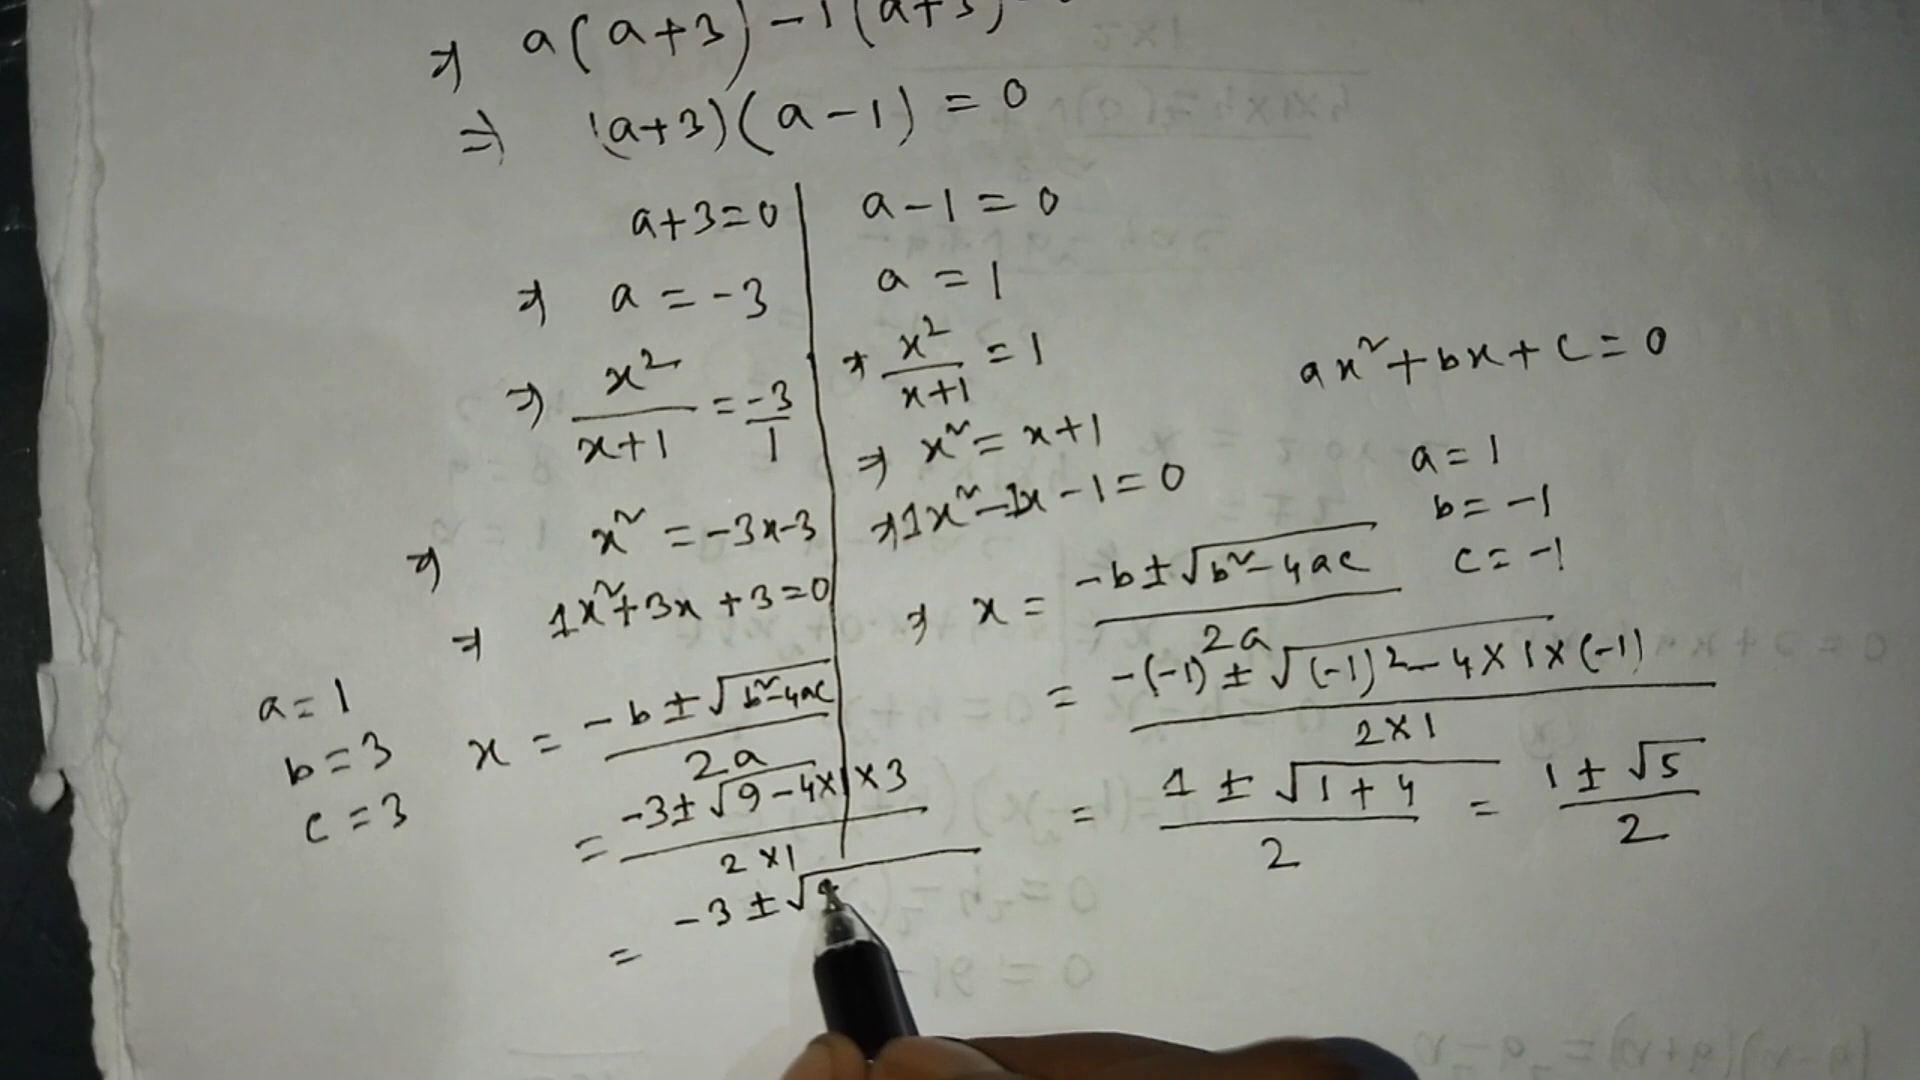 ⇒ a(a+3)-1(a+3)
⇒ (a+3)(a-1) = 0
a+3=0 | a-1=0
⇒ a = -3 | a = 1
⇒ x²/(x+1) = -3/1 | ⇒ x²/(x+1) = 1
⇒ x² = -3x-3 | ⇒ x² = x+1
⇒ 1x²+3x+3=0 | ⇒ 1x²-1x-1=0
a=1
b=3
c=3
x = (-b±√(b²-4ac))/2a
= (-3±√(9-4×1×3))/(2×1)
= -3±√
ax²+bx+c=0
a=1
b=-1
c=-1
⇒ x = (-b±√(b²-4ac))/2a
= (-(-1)±√((-1)²-4×1×(-1)))/(2×1)
= (1±√(1+4))/2 = (1±√5)/2